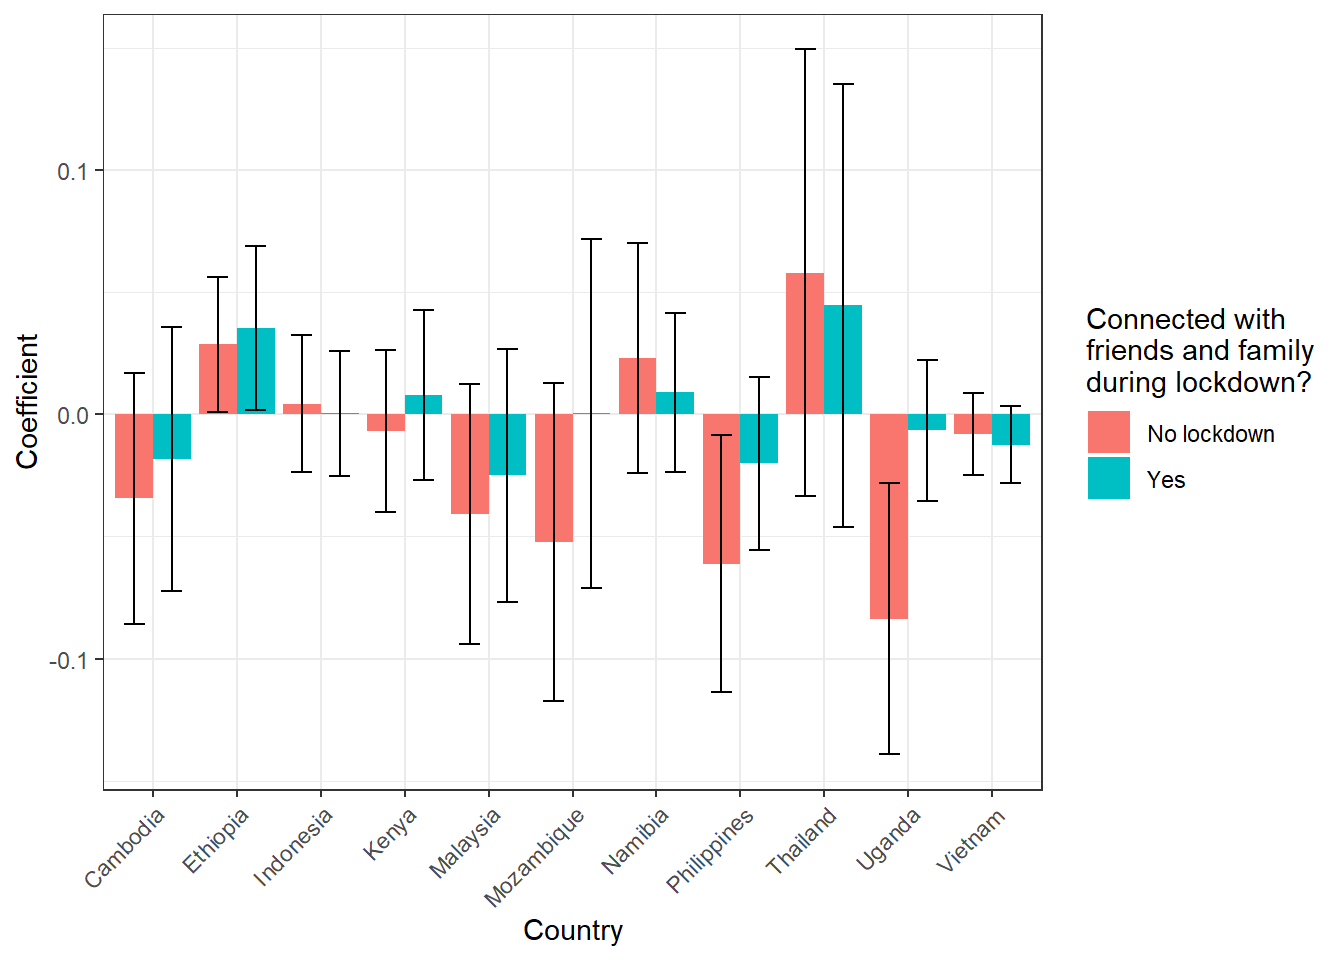 0.1
0.0
-0.1
Coefficient
Cambodia
Ethiopia
Indonesia
Kenya
Malaysia
Mozambique
Namibia
Philippines
Thailand
Uganda
Vietnam
Country
Connected with
friends and family
during lockdown?
No lockdown
Yes